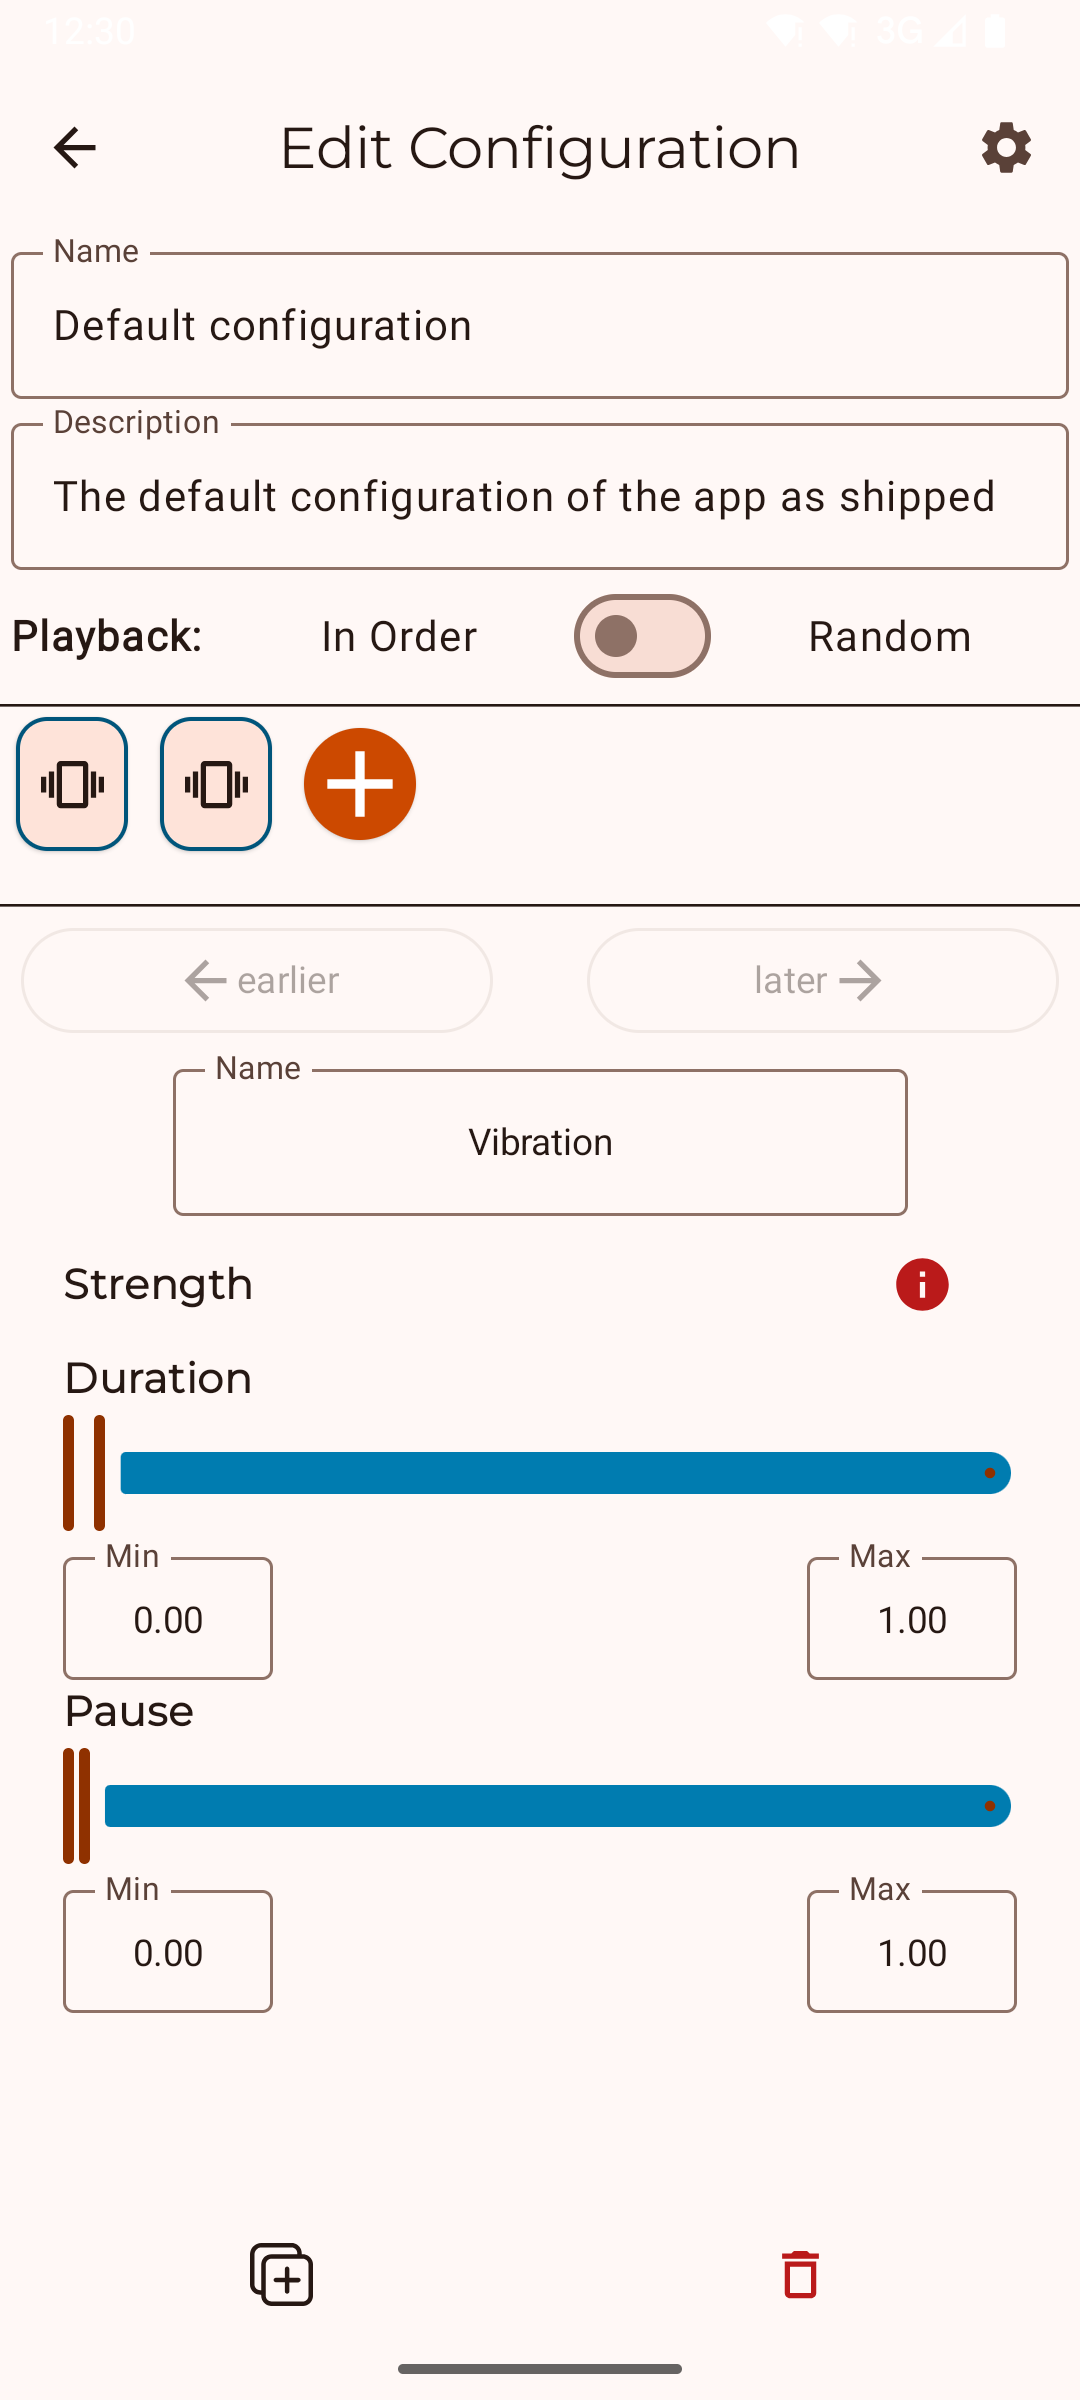 12:30
3G
Edit Configuration
Name
Default configuration
Description
The default configuration of the app as shipped
Playback: In Order Random
earlier later
Name
Vibration
Strength
Duration
Min Max
0.00 1.00
Pause
Min Max
0.00 1.00